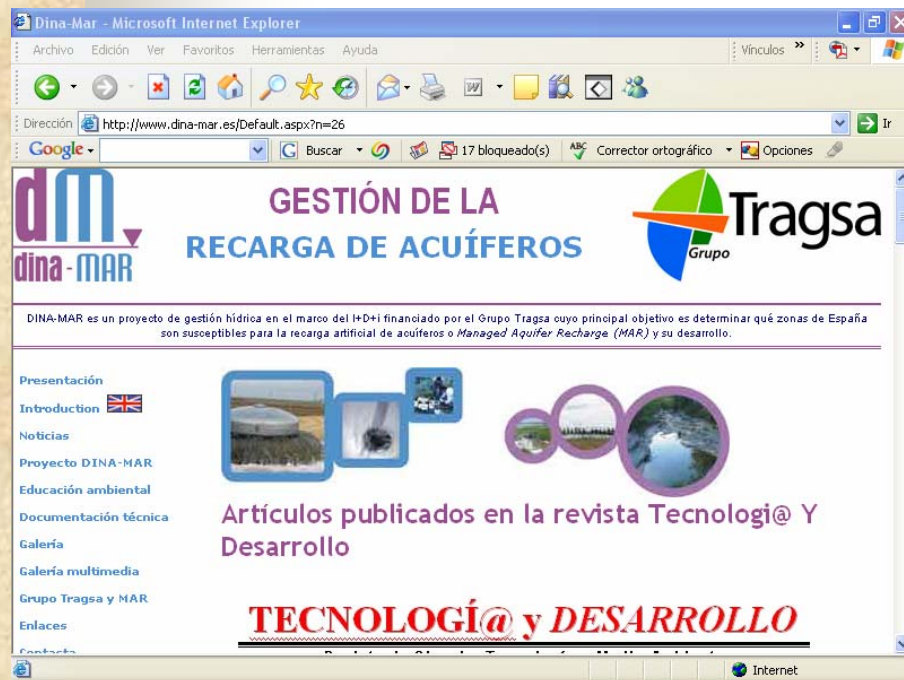 Dina-Mar - Microsoft Internet Explorer
Archivo Edición Ver Favoritos Herramientas Ayuda Vínculos »
Dirección http://www.dina-mar.es/Default.aspx?n=26 Ir
Google Buscar 17 bloqueado(s) ABC Corrector ortográfico Opciones
dm
dina-MAR
GESTIÓN DE LA
RECARGA DE ACUÍFEROS
Tragsa
Grupo
DINA-MAR es un proyecto de gestión hídrica en el marco del I+D+i financiado por el Grupo Tragsa cuyo principal objetivo es determinar qué zonas de España
son susceptibles para la recarga artificial de acuíferos o Managed Aquifer Recharge (MAR) y su desarrollo.
Presentación
Introduction
Noticias
Proyecto DINA-MAR
Educación ambiental
Documentación técnica
Galería
Galería multimedia
Grupo Tragsa y MAR
Enlaces
Artículos publicados en la revista Tecnologi@ Y
Desarrollo
TECNOLOGÍ@ y DESARROLLO
Internet